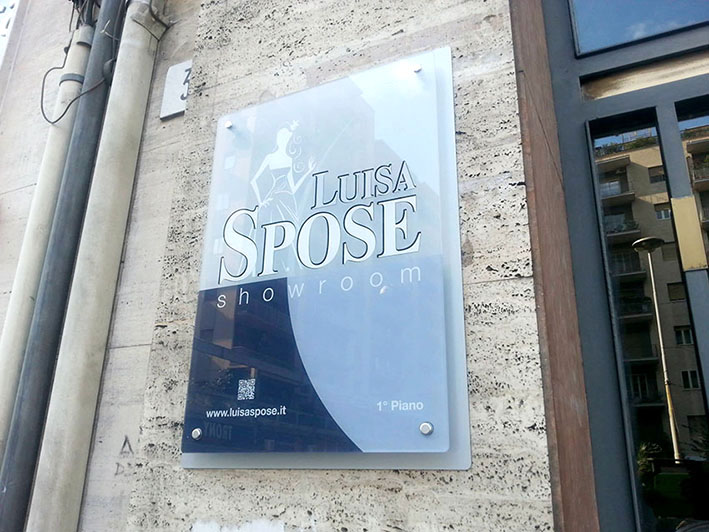 LUISA
SPOSE
showroom
www.luisaspose.it
1° Piano